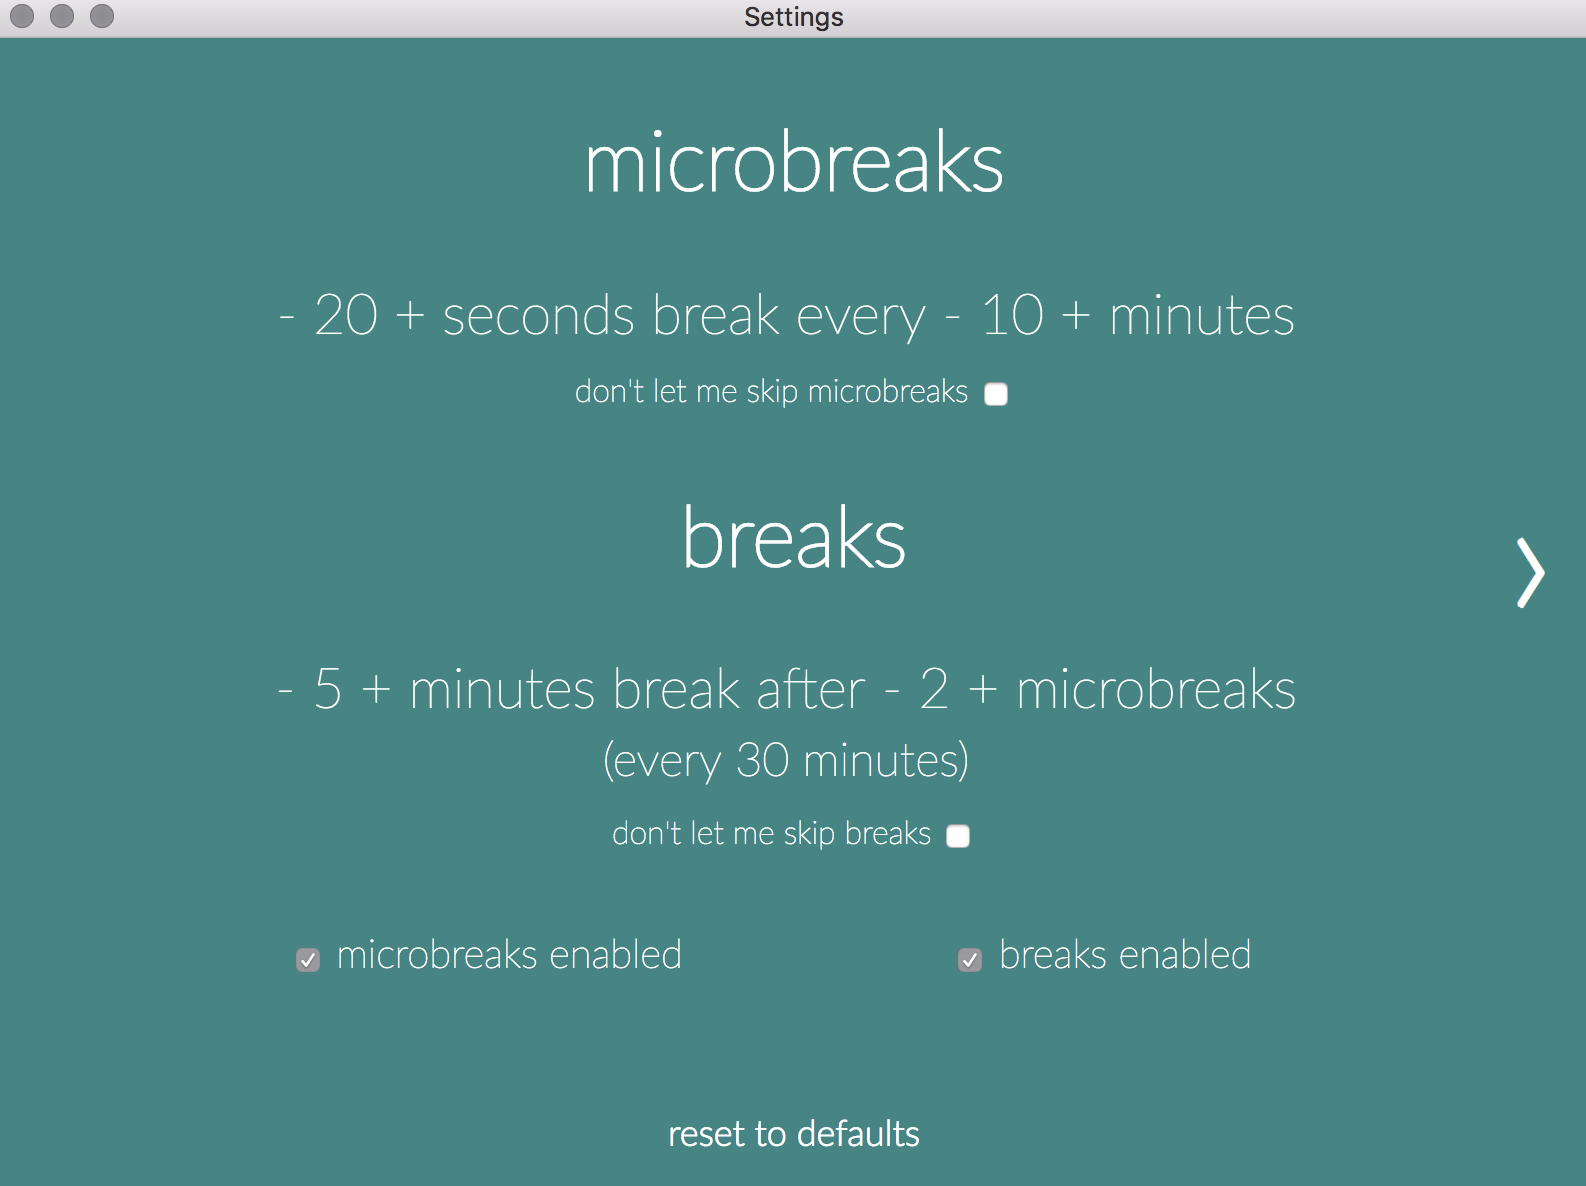 Settings
microbreaks
- 20 + seconds break every - 10 + minutes
don't let me skip microbreaks
breaks
- 5 + minutes break after - 2 + microbreaks
(every 30 minutes)
don't let me skip breaks
microbreaks enabled
breaks enabled
reset to defaults